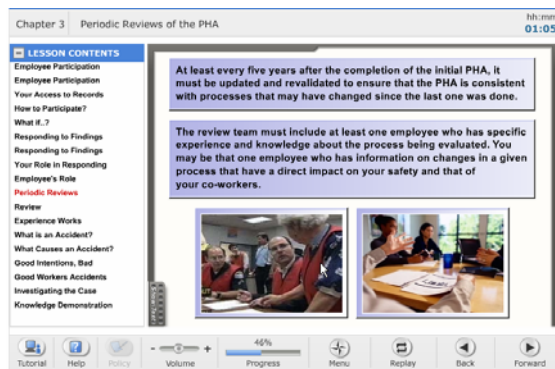 Chapter 3 Periodic Reviews of the PHA
hh:mm
01:05
LESSON CONTENTS
Employee Participation
Employee Participation
Your Access to Records
How to Participate?
What if..?
Responding to Findings
Responding to Findings
Your Role in Responding
Employee's Role
Periodic Reviews
Review
Experience Works
What is an Accident?
What Causes an Accident?
Good Intentions, Bad
Good Workers Accidents
Investigating the Case
Knowledge Demonstration
At least every five years after the completion of the initial PHA, it
must be updated and revalidated to ensure that the PHA is consistent
with processes that may have changed since the last one was done.
The review team must include at least one employee who has specific
experience and knowledge about the process being evaluated. You
may be that one employee who has information on changes in a given
process that have a direct impact on your safety and that of
your co-workers.
46%
Tutorial Help Policy - Volume + Progress Menu Replay Back Forward